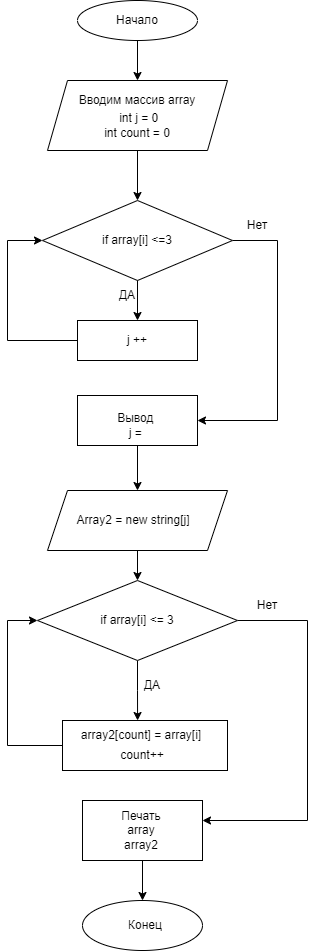 Начало
Вводим массив array
int j = 0
int count = 0
Нет
if array[i] <=3
ДА
j ++
Вывод
j =
Array2 = new string[j]
Нет
if array[i] <= 3
ДА
array2[count] = array[i]
count++
Печать
array
array2
Конец